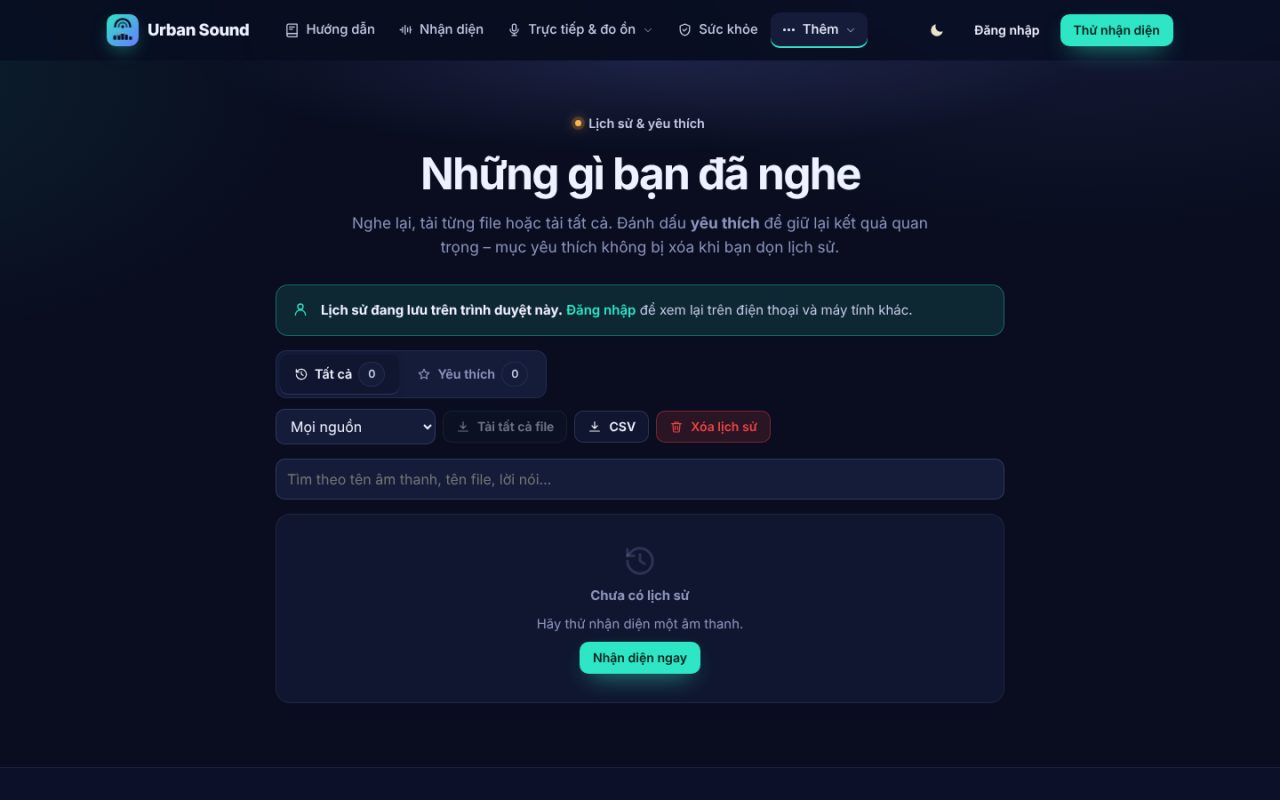 Urban Sound
Hướng dẫn
Nhận diện
Trực tiếp & đo ồn
Sức khỏe
Thêm
Đăng nhập
Thử nhận diện
Lịch sử & yêu thích
Những gì bạn đã nghe
Nghe lại, tải từng file hoặc tải tất cả. Đánh dấu yêu thích để giữ lại kết quả quan
trọng – mục yêu thích không bị xóa khi bạn dọn lịch sử.
Lịch sử đang lưu trên trình duyệt này. Đăng nhập để xem lại trên điện thoại và máy tính khác.
Tất cả 0
Yêu thích 0
Mọi nguồn
Tải tất cả file
CSV
Xóa lịch sử
Tìm theo tên âm thanh, tên file, lời nói...
Chưa có lịch sử
Hãy thử nhận diện một âm thanh.
Nhận diện ngay